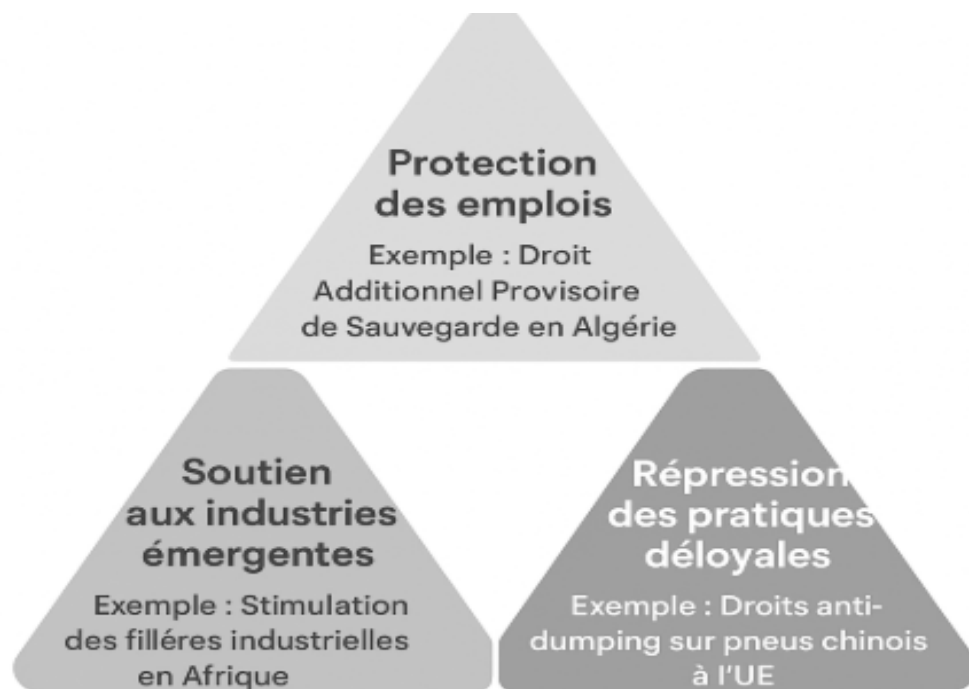 Protection
des emplois
Exemple : Droit
Additionnel Provisoire
de Sauvegarde en Algérie
Soutien
aux industries
émergentes
Exemple : Stimulation
des filléres industrielles
en Afrique
Répression
des pratiques
déloyales
Exemple : Droits anti-
dumping sur pneus chinois
à l'UE